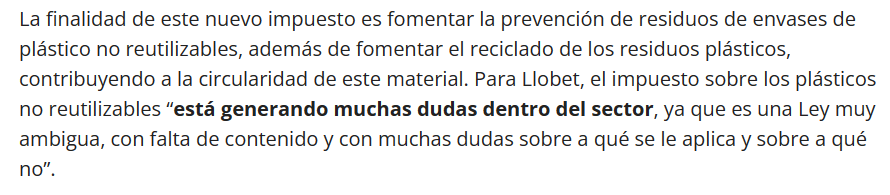 La finalidad de este nuevo impuesto es fomentar la prevención de residuos de envases de
plástico no reutilizables, además de fomentar el reciclado de los residuos plásticos,
contribuyendo a la circularidad de este material. Para Llobet, el impuesto sobre los plásticos
no reutilizables “está generando muchas dudas dentro del sector, ya que es una Ley muy
ambigua, con falta de contenido y con muchas dudas sobre a qué se le aplica y sobre a qué
no”.